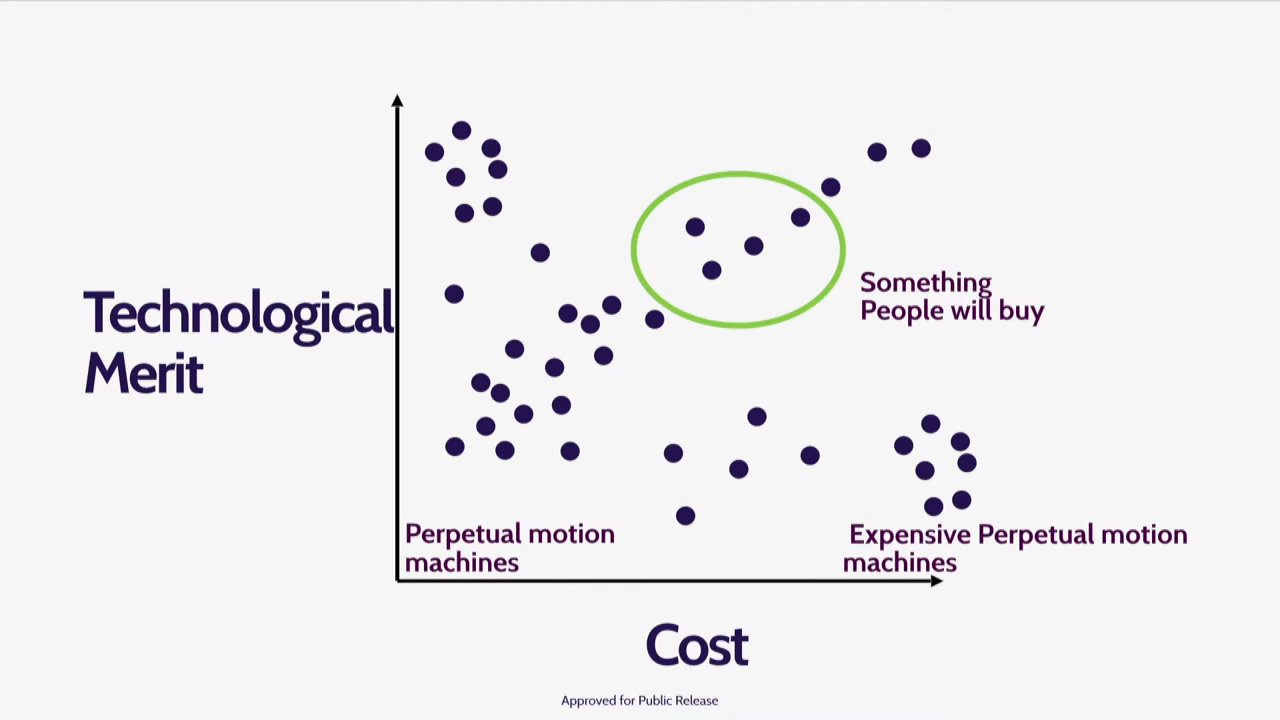 Technological
Merit
Something
People will buy
Perpetual motion
machines
Expensive Perpetual motion
machines
Cost
Approved for Public Release